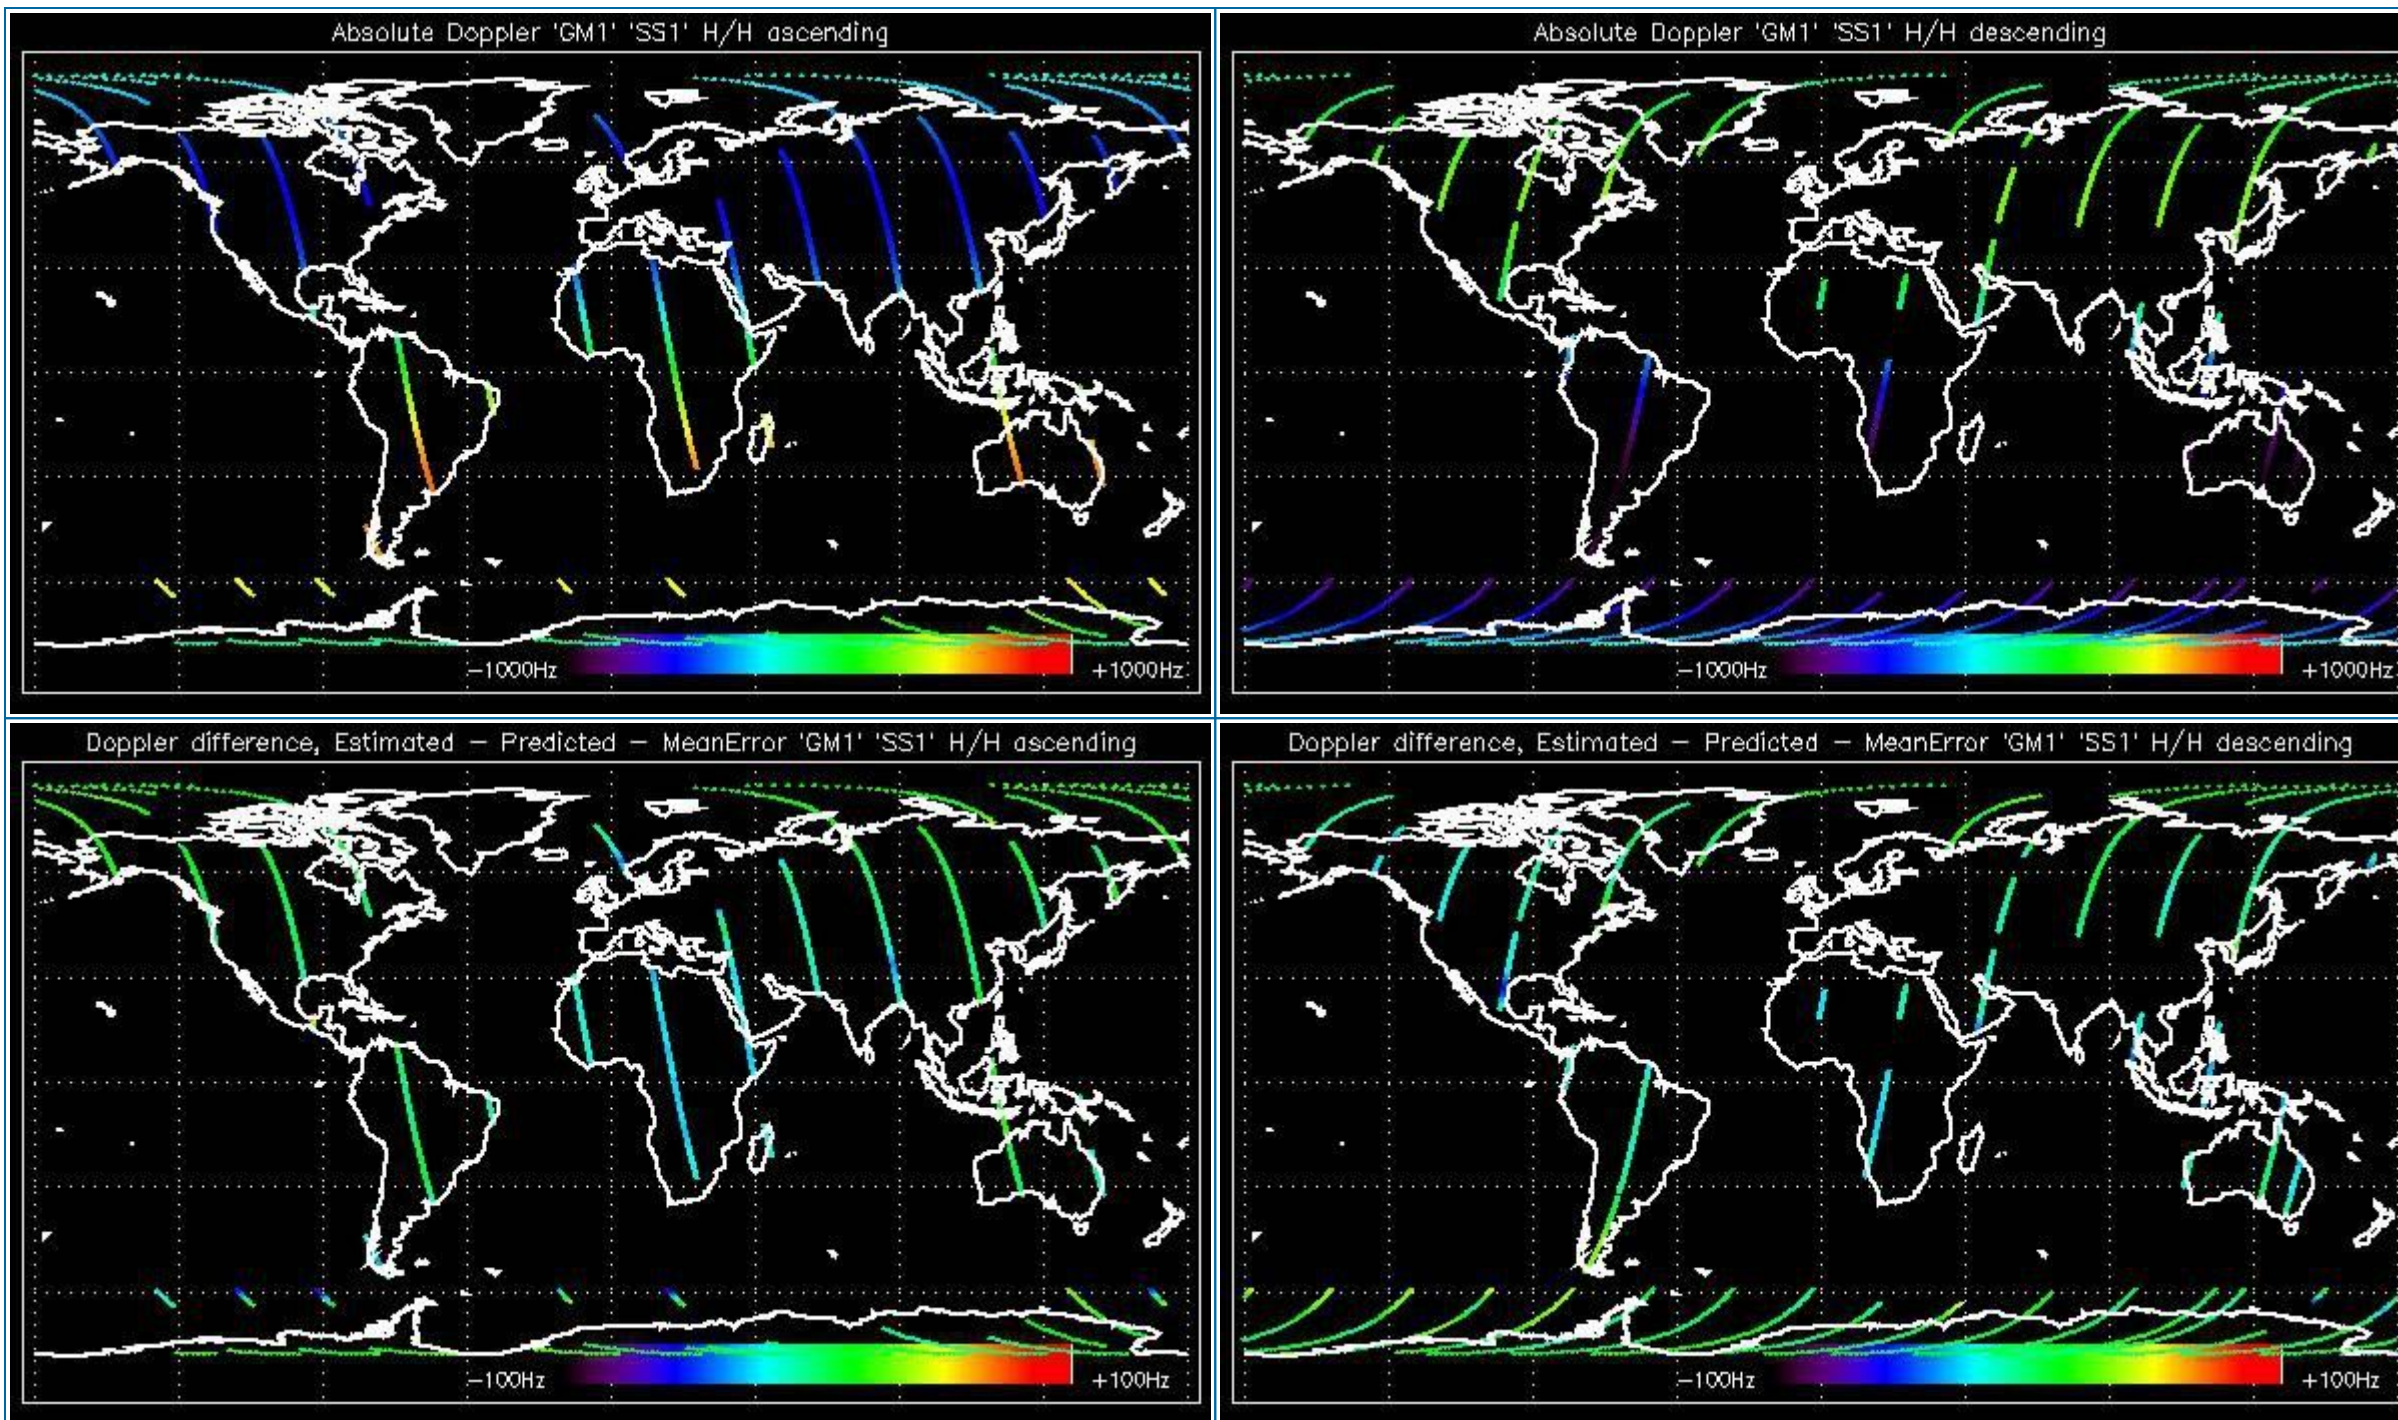 Absolute Doppler 'GM1' 'SS1' H/H ascending
−1000Hz +1000Hz
Absolute Doppler 'GM1' 'SS1' H/H descending
−1000Hz +1000Hz
Doppler difference, Estimated − Predicted − MeanError 'GM1' 'SS1' H/H ascending
−100Hz +100Hz
Doppler difference, Estimated − Predicted − MeanError 'GM1' 'SS1' H/H descending
−100Hz +100Hz